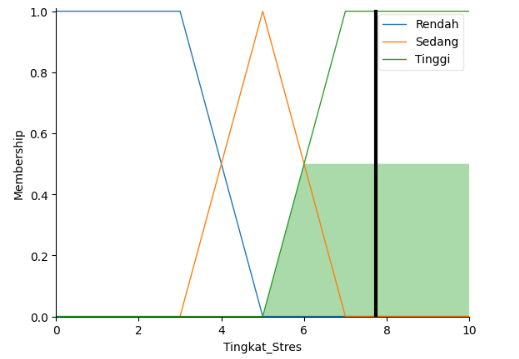 1.0
0.8
0.6
0.4
0.2
0.0
Membership
0 2 4 6 8 10
Tingkat_Stres
Rendah
Sedang
Tinggi